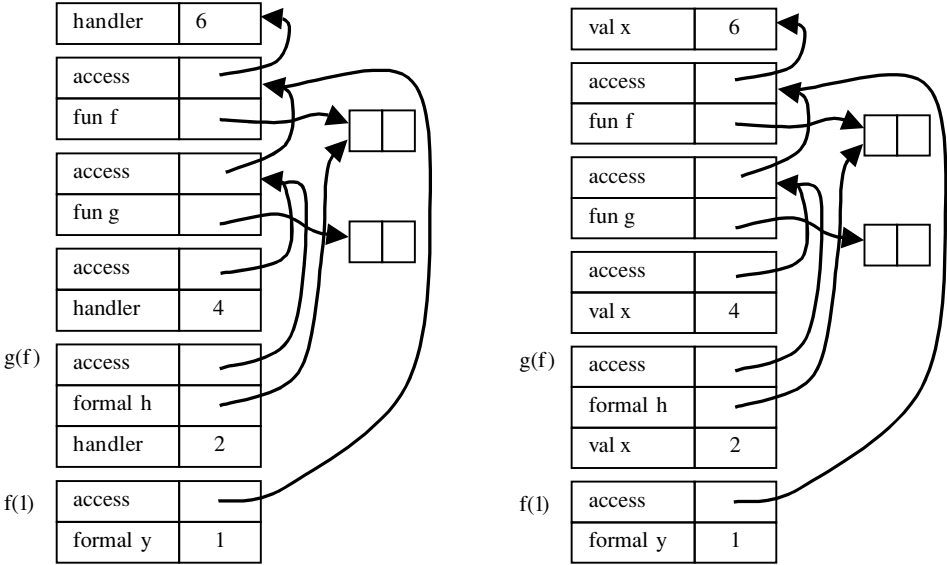 handler 6
access
fun f
access
fun g
access
handler 4
g(f)
access
formal h
handler 2
f(1)
access
formal y 1
val x 6
access
fun f
access
fun g
access
val x 4
g(f)
access
formal h
val x 2
f(1)
access
formal y 1